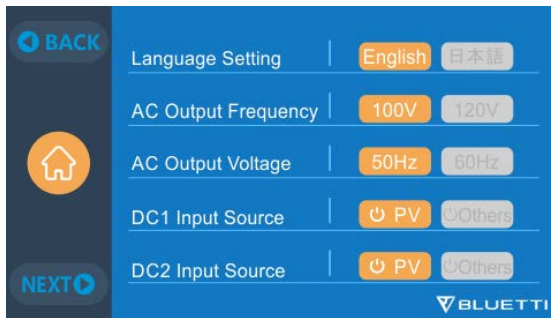 BACK
Language Setting English 日本語
AC Output Frequency 100V 120V
AC Output Voltage 50Hz 60Hz
DC1 Input Source PV Others
DC2 Input Source PV Others
NEXT
BLUETTI